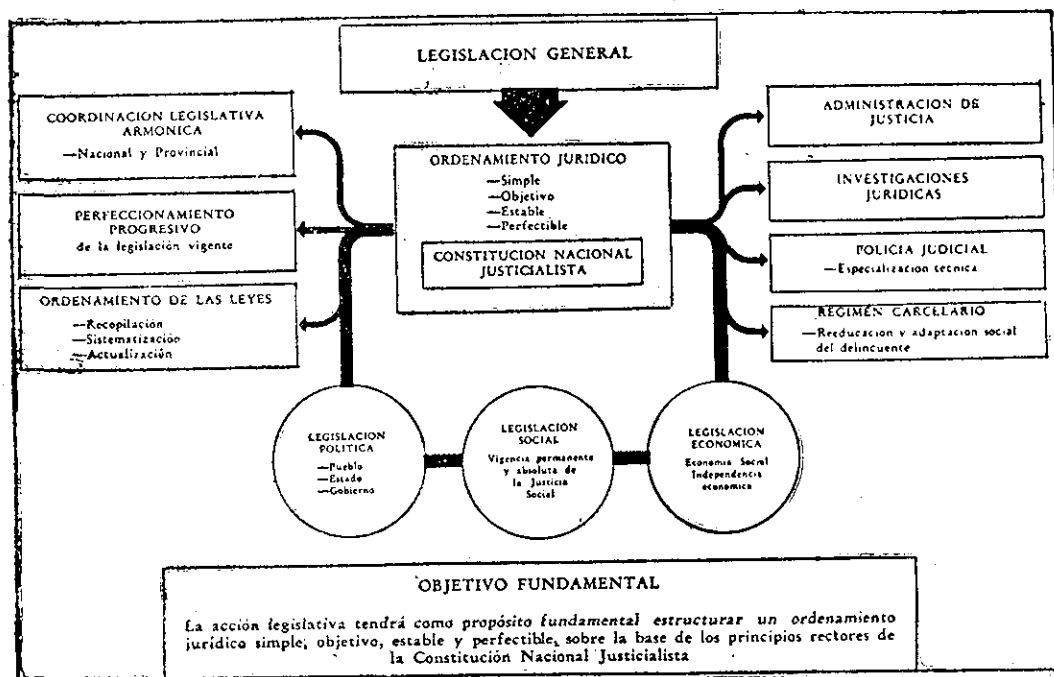 LEGISLACION GENERAL
COORDINACION LEGISLATIVA
ARMONICA
—Nacional y Provincial
PERFECCIONAMIENTO
PROGRESIVO
de la legislación vigente
ORDENAMIENTO DE LAS LEYES
—Recopilación
—Sistematización
—Actualización
ORDENAMIENTO JURIDICO
—Simple
—Objetivo
—Estable
—Perfectible
CONSTITUCION NACIONAL
JUSTICIALISTA
ADMINISTRACION DE
JUSTICIA
INVESTIGACIONES
JURIDICAS
POLICIA JUDICIAL
—Especialización técnica
REGIMEN CARCELARIO
—Reeducación y adaptación social
del delincuente
LEGISLACION
POLITICA
—Pueblo
—Estado
—Gobierno
LEGISLACION
SOCIAL
Vigencia permanente
y absoluta de
la Justicia
Social
LEGISLACION
ECONOMICA
Economía Social
Independencia
económica
OBJETIVO FUNDAMENTAL
La acción legislativa tendrá como propósito fundamental estructurar un ordenamiento
jurídico simple, objetivo, estable y perfectible, sobre la base de los principios rectores de
la Constitución Nacional Justicialista